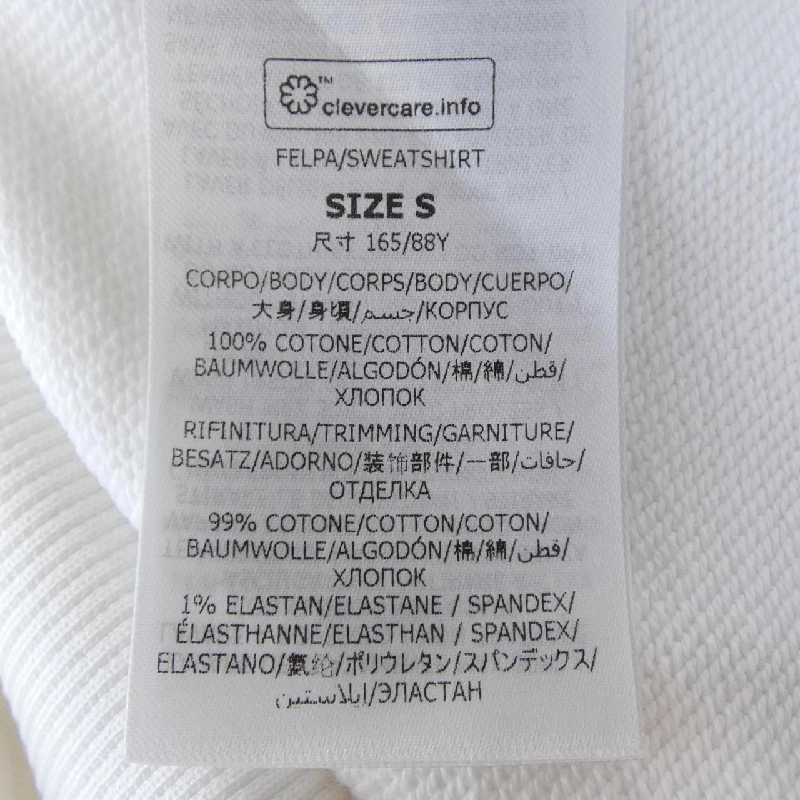 ™
clevercare.info
FELPA/SWEATSHIRT
SIZE S
尺寸 165/88Y
CORPO/BODY/CORPS/BODY/CUERPO/
大身/身頃/جسم/КОРПУС
100% COTONE/COTTON/COTON/
BAUMWOLLE/ALGODÓN/棉/綿/قطن/
ХЛОПОК
RIFINITURA/TRIMMING/GARNITURE/
BESATZ/ADORNO/装饰部件/一部/حافات/
ОТДЕЛКА
99% COTONE/COTTON/COTON/
BAUMWOLLE/ALGODÓN/棉/綿/قطن/
ХЛОПОК
1% ELASTAN/ELASTANE / SPANDEX/
ÉLASTHANNE/ELASTHAN / SPANDEX/
ELASTANO/氨纶/ポリウレタン/スパンデックス/
ايلاستين/ЭЛАСТАН